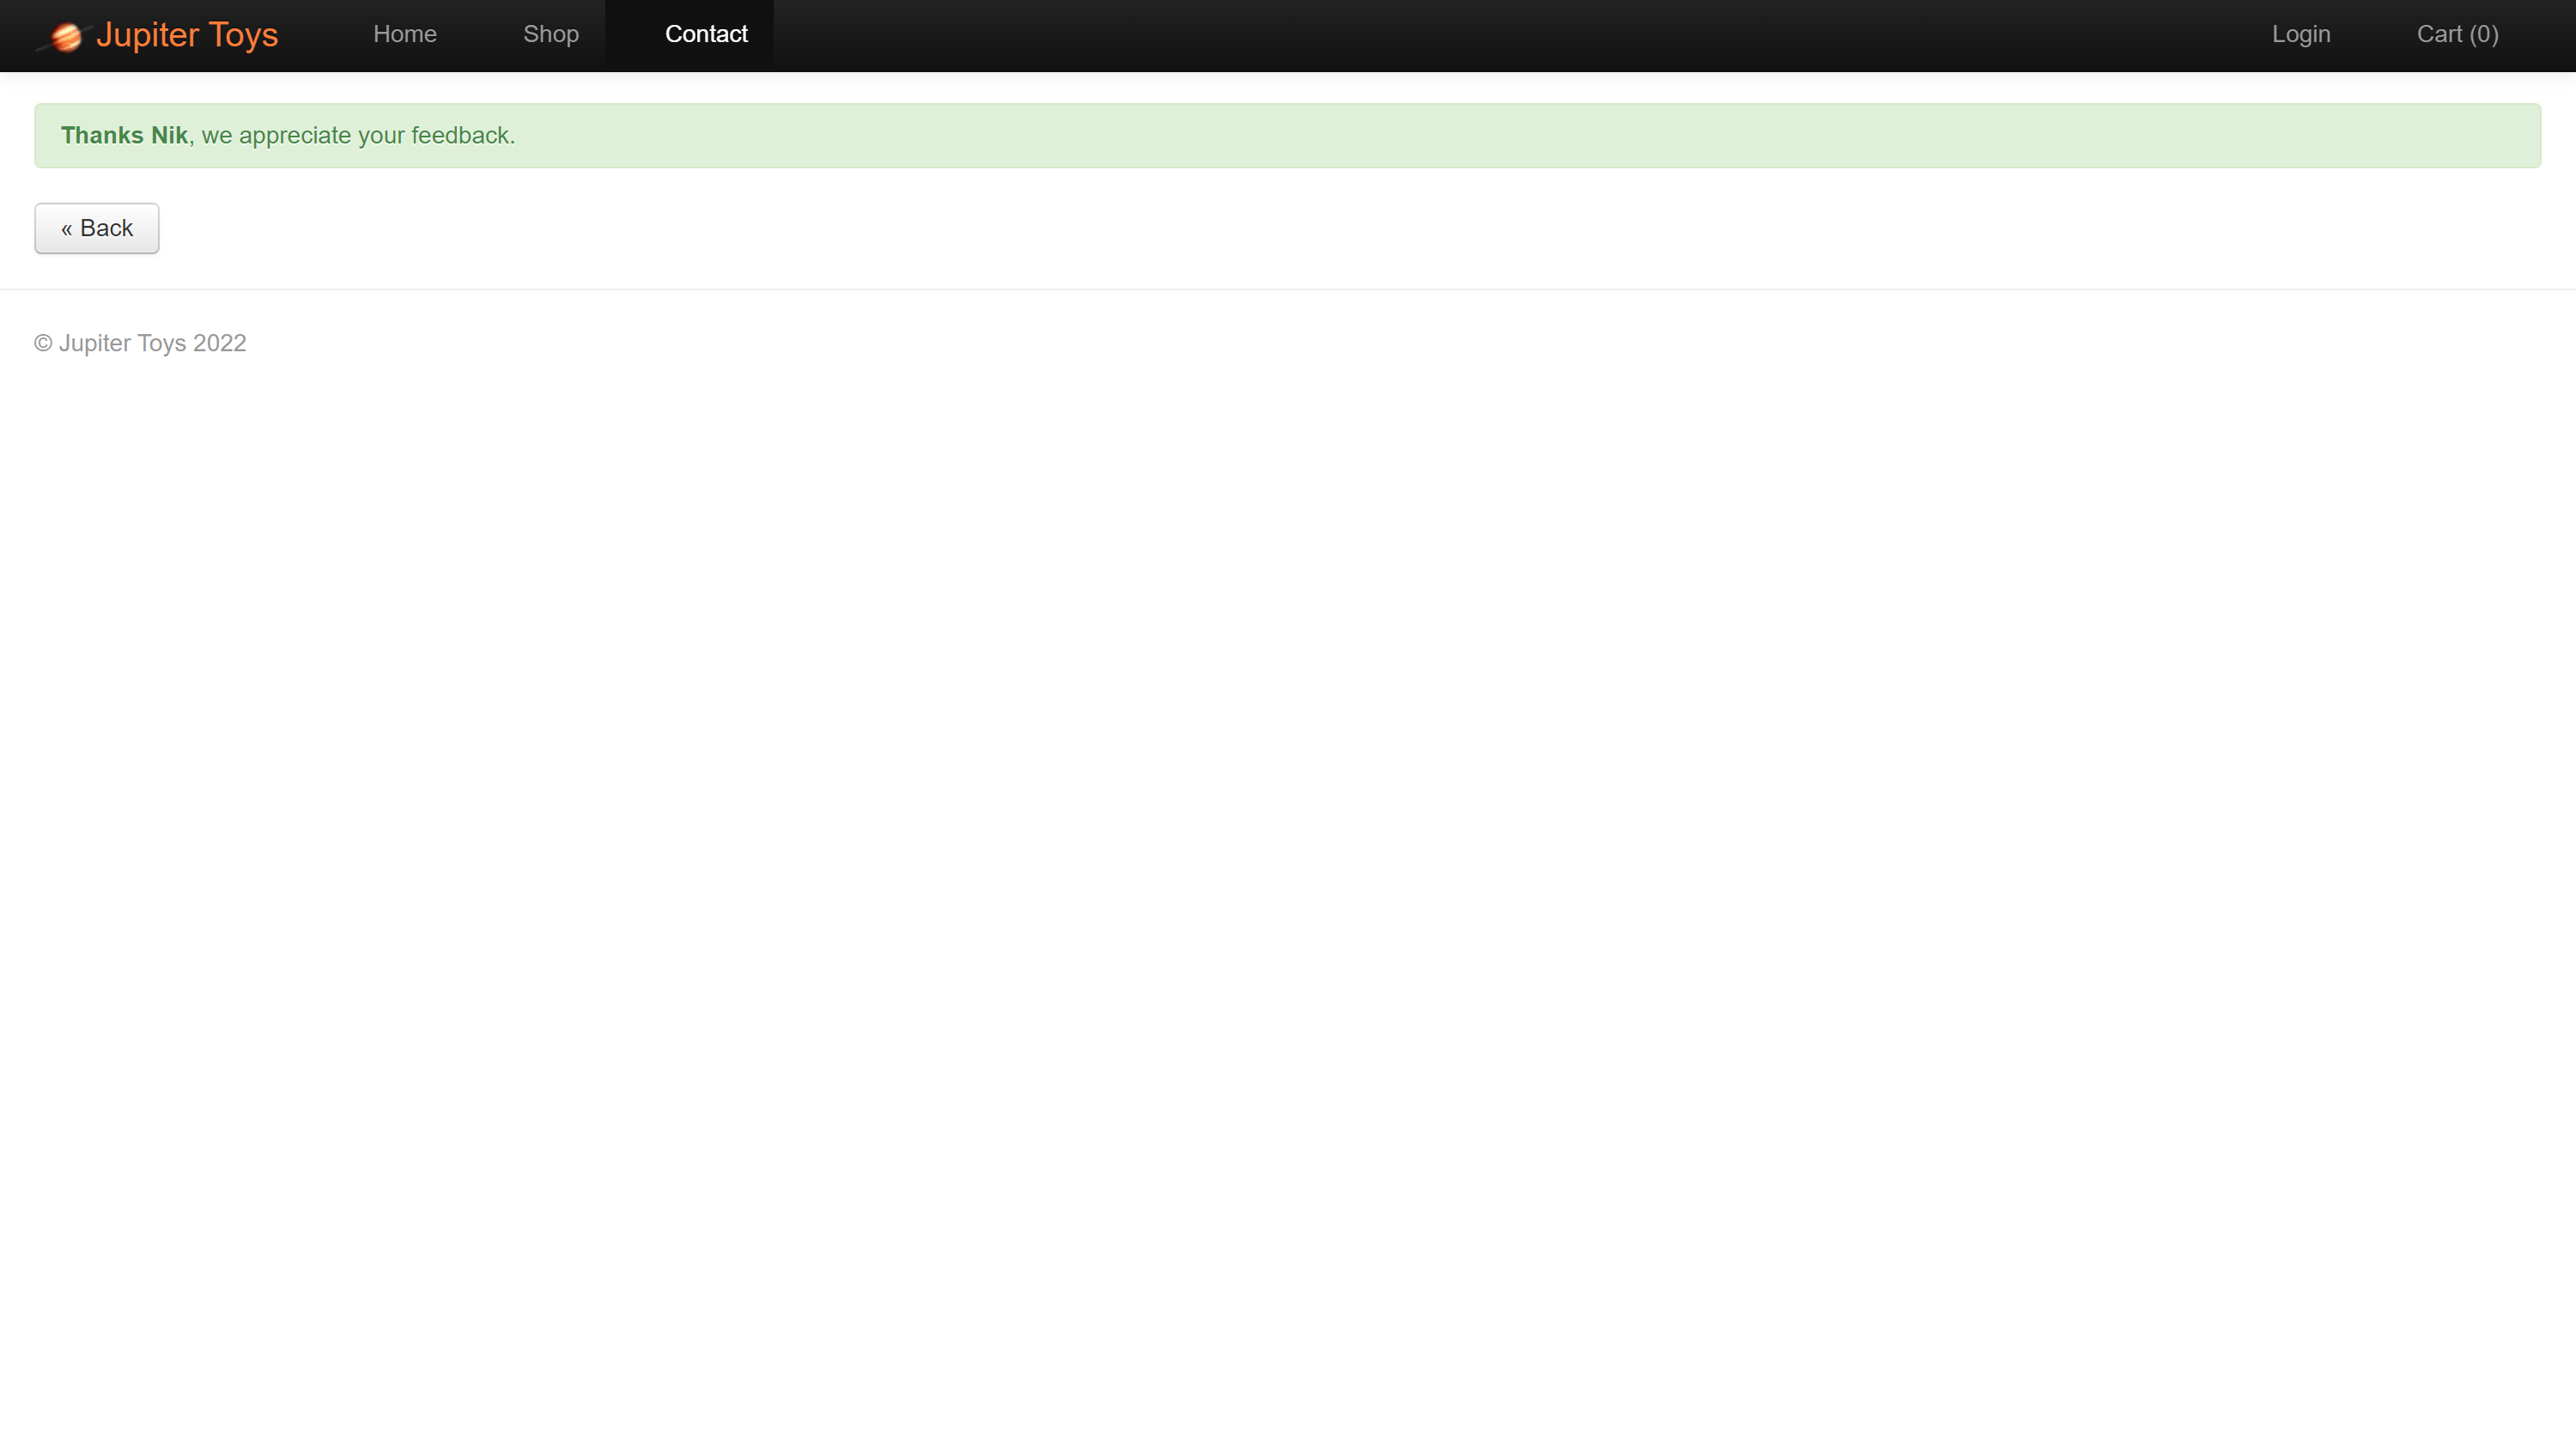 Jupiter Toys Home Shop Contact Login Cart (0)
Thanks Nik, we appreciate your feedback.
« Back
© Jupiter Toys 2022